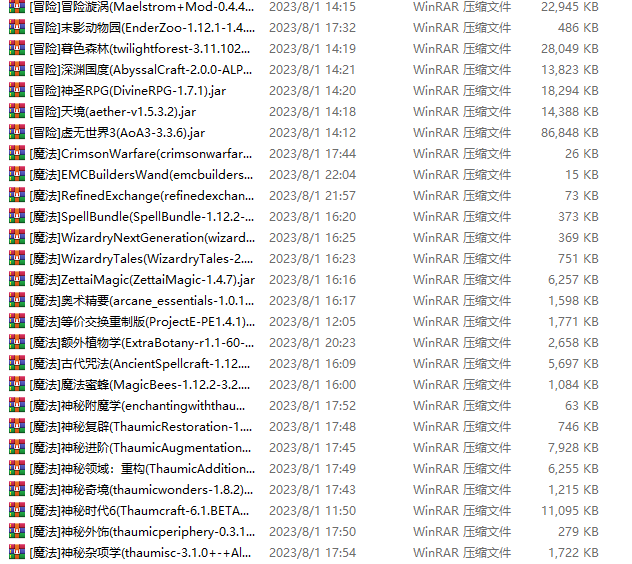 [冒险]冒险旋涡(Maelstrom+Mod-0.4.4... 2023/8/1 14:15 WinRAR 压缩文件 22,945 KB
[冒险]末影动物园(EnderZoo-1.12.1-1.4... 2023/8/1 17:32 WinRAR 压缩文件 486 KB
[冒险]暮色森林(twilightforest-3.11.102... 2023/8/1 14:19 WinRAR 压缩文件 28,049 KB
[冒险]深渊国度(AbyssalCraft-2.0.0-ALP... 2023/8/1 14:21 WinRAR 压缩文件 13,823 KB
[冒险]神圣RPG(DivineRPG-1.7.1).jar 2023/8/1 14:20 WinRAR 压缩文件 18,294 KB
[冒险]天境(aether-v1.5.3.2).jar 2023/8/1 14:18 WinRAR 压缩文件 14,388 KB
[冒险]虚无世界3(AoA3-3.3.6).jar 2023/8/1 14:12 WinRAR 压缩文件 86,848 KB
[魔法]CrimsonWarfare(crimsonwarfar... 2023/8/1 17:44 WinRAR 压缩文件 26 KB
[魔法]EMCBuildersWand(emcbuilders... 2023/8/1 22:04 WinRAR 压缩文件 15 KB
[魔法]RefinedExchange(refinedexchan... 2023/8/1 21:57 WinRAR 压缩文件 73 KB
[魔法]SpellBundle(SpellBundle-1.12.2-... 2023/8/1 16:20 WinRAR 压缩文件 373 KB
[魔法]WizardryNextGeneration(wizard... 2023/8/1 16:25 WinRAR 压缩文件 369 KB
[魔法]WizardryTales(WizardryTales-2.... 2023/8/1 16:23 WinRAR 压缩文件 751 KB
[魔法]ZettaiMagic(ZettaiMagic-1.4.7).jar 2023/8/1 16:16 WinRAR 压缩文件 6,257 KB
[魔法]奥术精要(arcane_essentials-1.0.1... 2023/8/1 16:17 WinRAR 压缩文件 1,598 KB
[魔法]等价交换重制版(ProjectE-PE1.4.1)... 2023/8/1 12:05 WinRAR 压缩文件 1,771 KB
[魔法]额外植物学(ExtraBotany-r1.1-60-... 2023/8/1 20:23 WinRAR 压缩文件 2,658 KB
[魔法]古代咒法(AncientSpellcraft-1.12.... 2023/8/1 16:09 WinRAR 压缩文件 5,697 KB
[魔法]魔法蜜蜂(MagicBees-1.12.2-3.2.... 2023/8/1 16:00 WinRAR 压缩文件 1,084 KB
[魔法]神秘附魔学(enchantingwiththau... 2023/8/1 17:52 WinRAR 压缩文件 63 KB
[魔法]神秘复辟(ThaumicRestoration-1.... 2023/8/1 17:48 WinRAR 压缩文件 746 KB
[魔法]神秘进阶(ThaumicAugmentation... 2023/8/1 17:45 WinRAR 压缩文件 7,928 KB
[魔法]神秘领域：重构(ThaumicAddition... 2023/8/1 17:49 WinRAR 压缩文件 6,255 KB
[魔法]神秘奇境(thaumicwonders-1.8.2)... 2023/8/1 17:43 WinRAR 压缩文件 1,215 KB
[魔法]神秘时代6(Thaumcraft-6.1.BETA... 2023/8/1 11:50 WinRAR 压缩文件 11,095 KB
[魔法]神秘外饰(thaumicperiphery-0.3.1... 2023/8/1 17:50 WinRAR 压缩文件 279 KB
[魔法]神秘杂项学(thaumisc-3.1.0+-+Al... 2023/8/1 17:54 WinRAR 压缩文件 1,722 KB